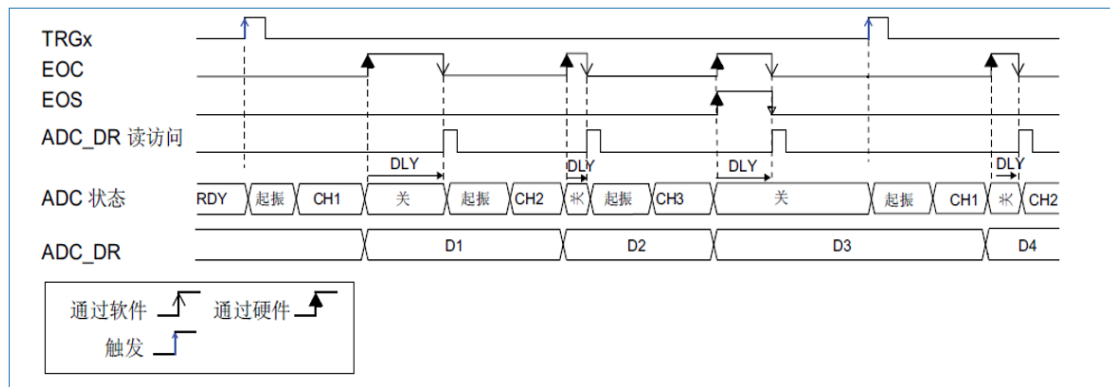 TRGx
EOC
EOS
ADC_DR 读访问
DLY DLY DLY DLY
ADC 状态 RDY 起振 CH1 关 起振 CH2 关 起振 CH3 关 起振 CH1 关 CH2
ADC_DR D1 D2 D3 D4
通过软件 通过硬件
触发